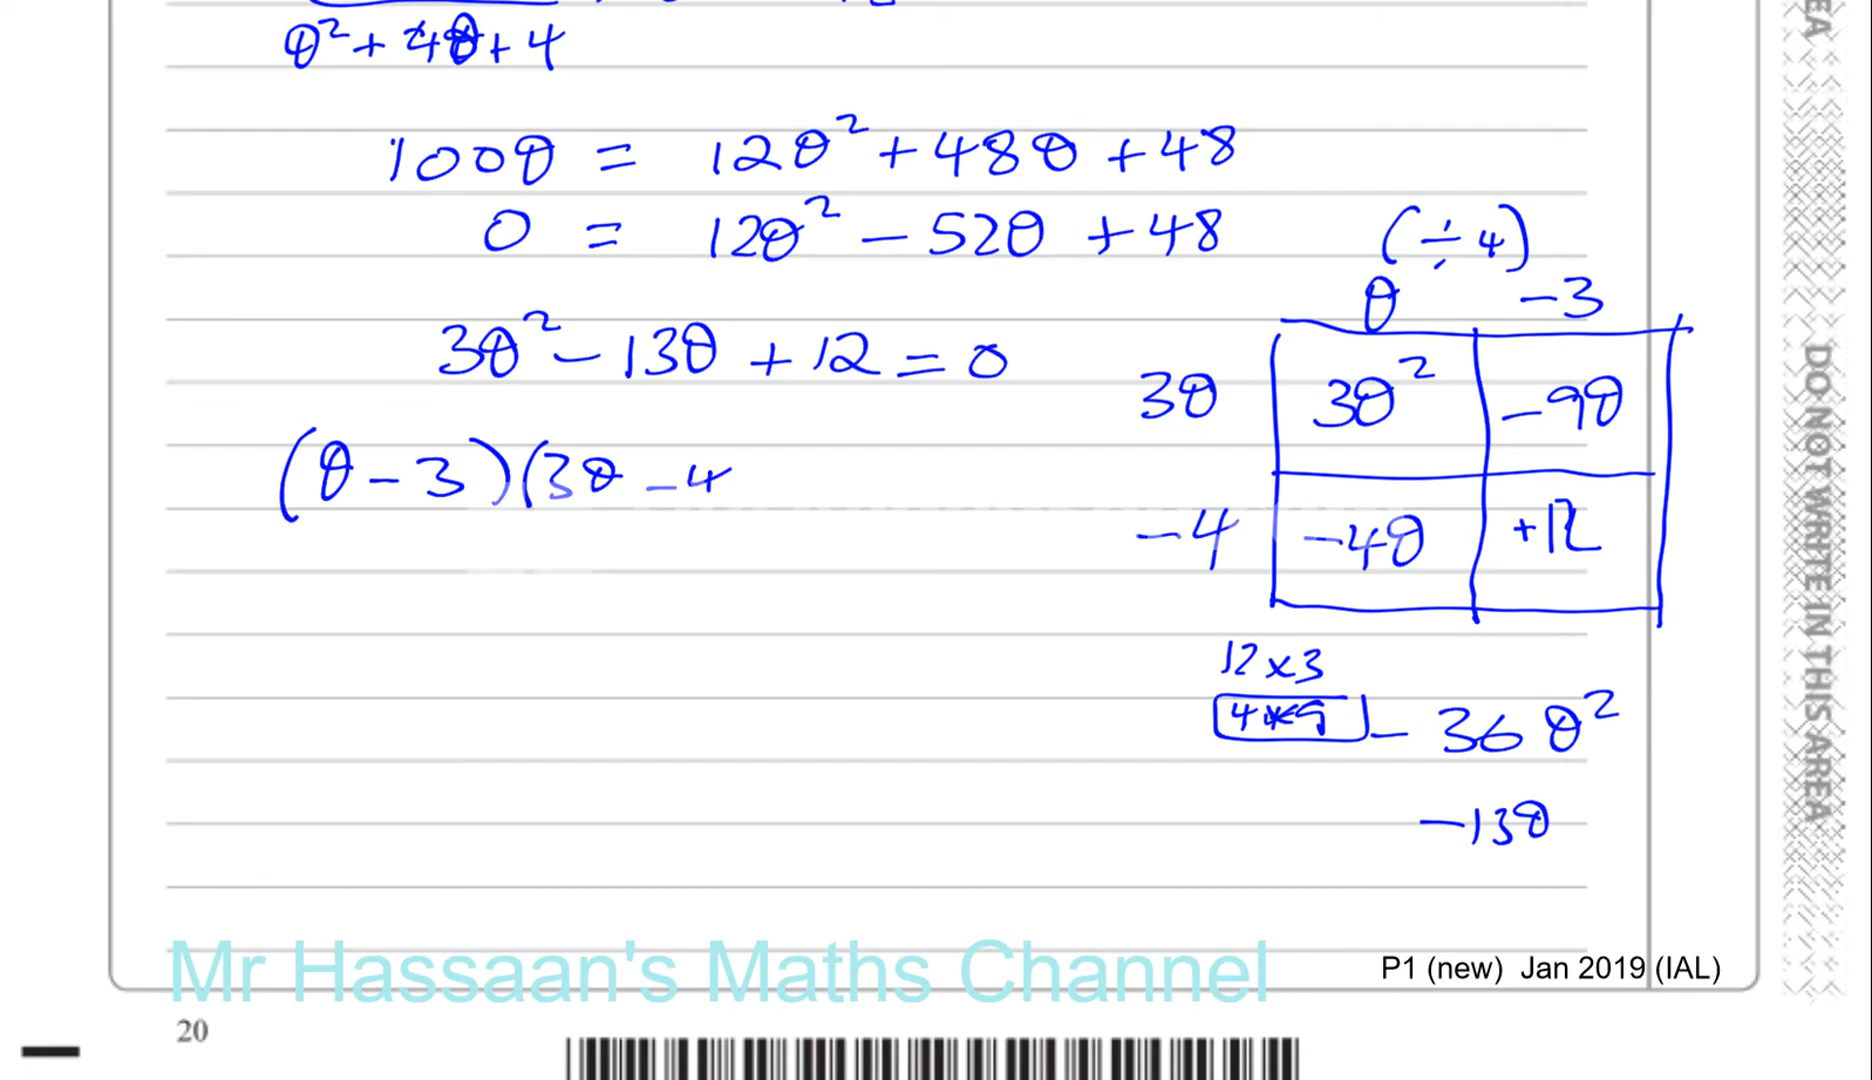 θ² + 4θ + 4
100θ = 12θ² + 48θ + 48
0 = 12θ² - 52θ + 48 (÷ 4)
3θ² - 13θ + 12 = 0
(θ - 3)(3θ - 4
θ -3
3θ 3θ² -9θ
-4 -4θ +12
12 x 3
4 x 9 - 36θ²
-13θ
Mr Hassaan's Maths Channel
P1 (new) Jan 2019 (IAL)
20
EA
DO NOT WRITE IN THIS AREA